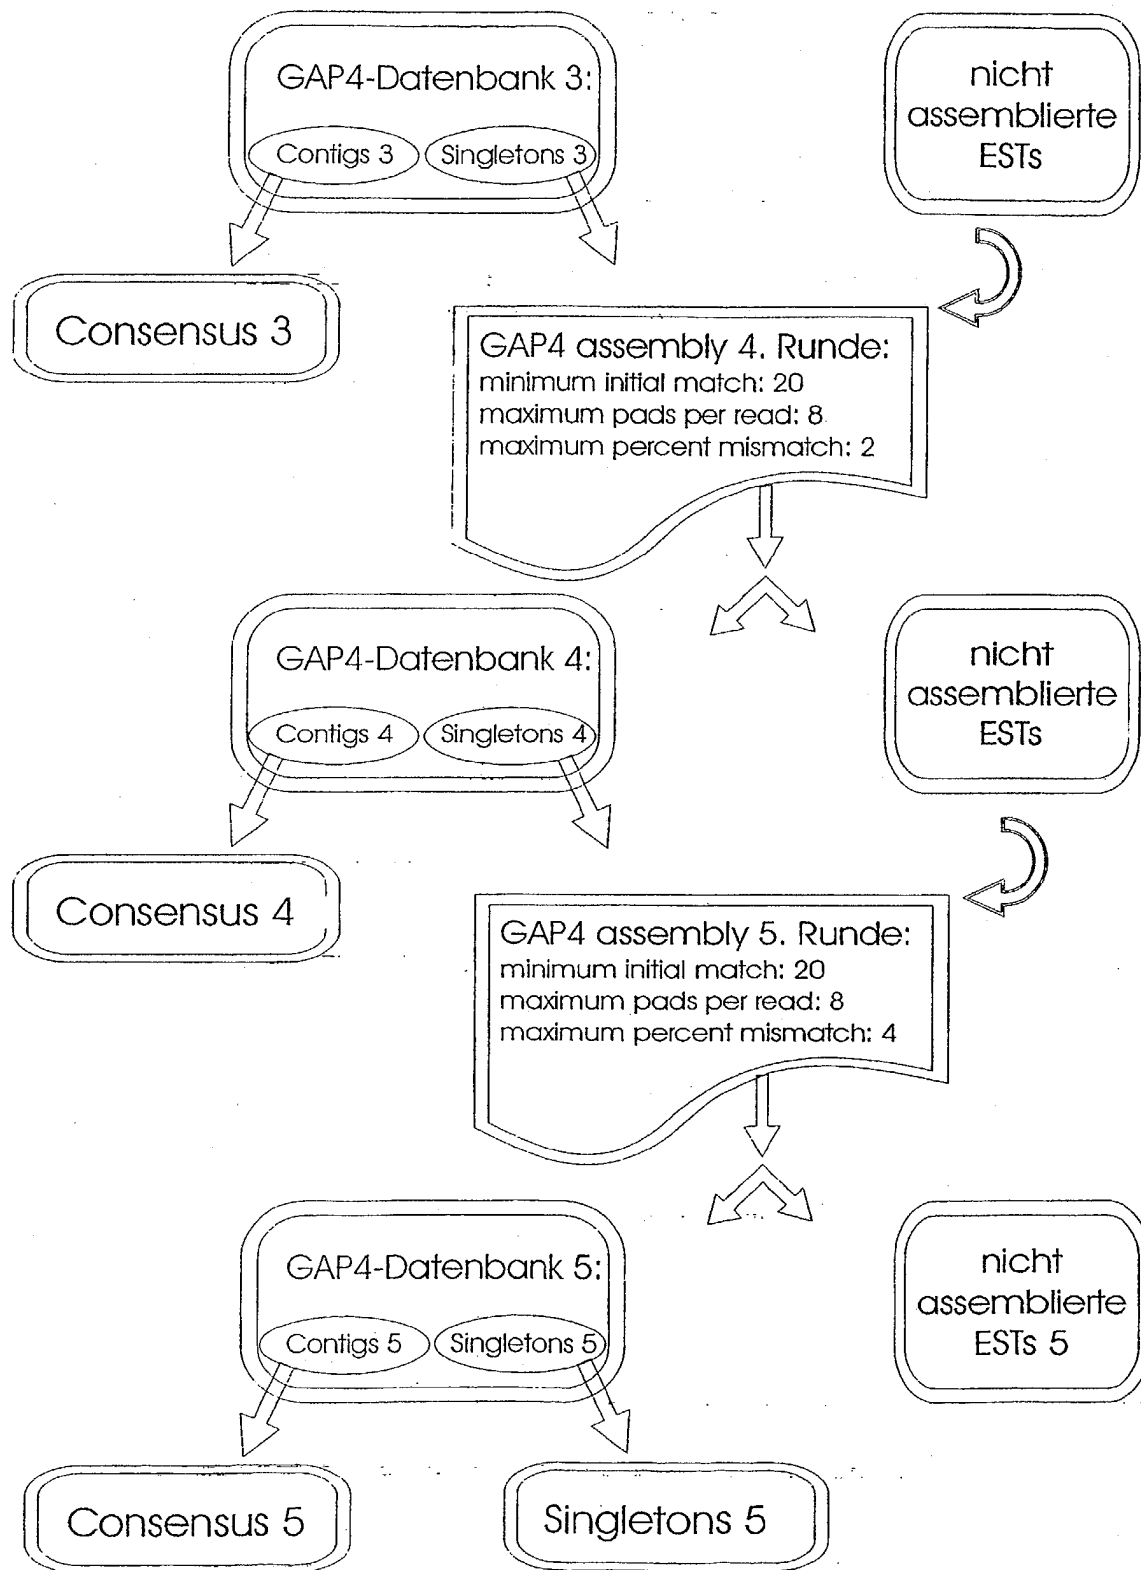 GAP4-Datenbank 3:
Contigs 3
Singletons 3
nicht
assemblierte
ESTs
Consensus 3
GAP4 assembly 4. Runde:
minimum initial match: 20
maximum pads per read: 8
maximum percent mismatch: 2
GAP4-Datenbank 4:
Contigs 4
Singletons 4
nicht
assemblierte
ESTs
Consensus 4
GAP4 assembly 5. Runde:
minimum initial match: 20
maximum pads per read: 8
maximum percent mismatch: 4
GAP4-Datenbank 5:
Contigs 5
Singletons 5
nicht
assemblierte
ESTs 5
Consensus 5
Singletons 5